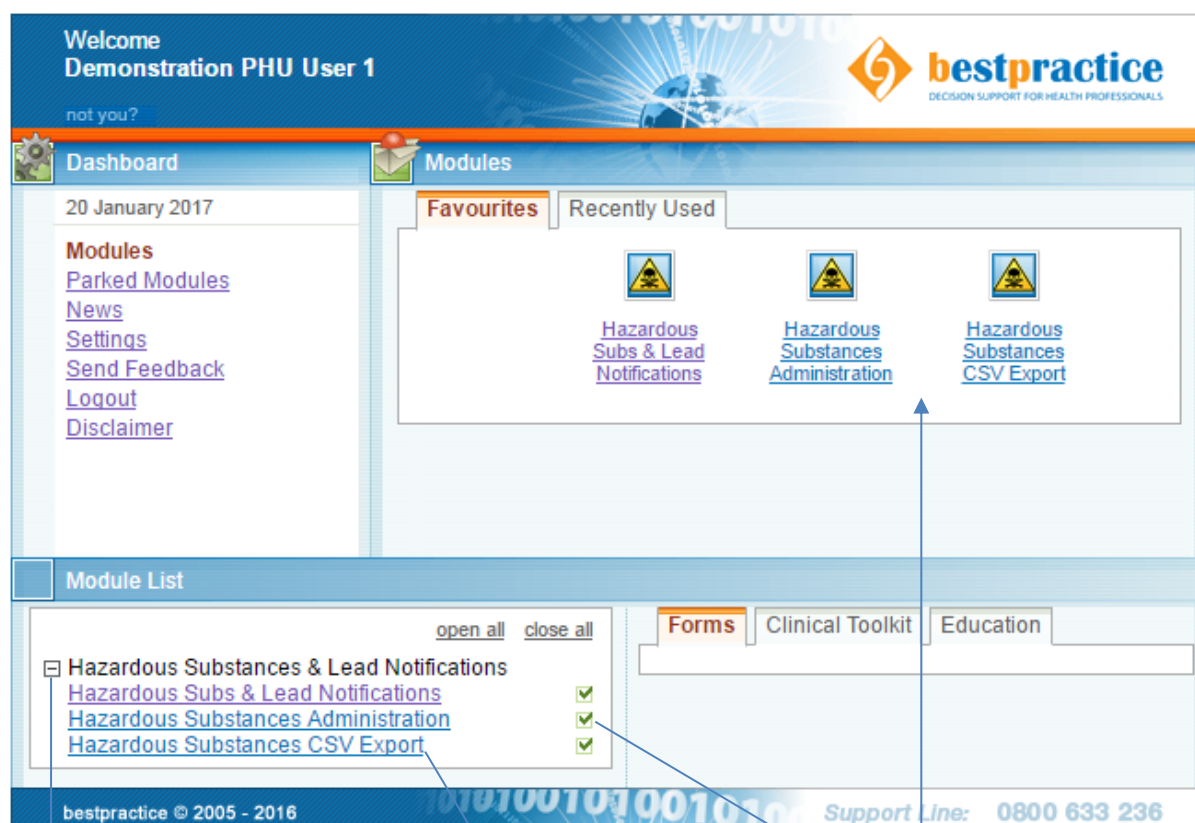 Welcome
Demonstration PHU User 1
not you?
bestpractice
DECISION SUPPORT FOR HEALTH PROFESSIONALS
Dashboard
Modules
20 January 2017
Modules
Parked Modules
News
Settings
Send Feedback
Logout
Disclaimer
Favourites
Recently Used
Hazardous
Subs & Lead
Notifications
Hazardous
Substances
Administration
Hazardous
Substances
CSV Export
Module List
open all close all
Hazardous Substances & Lead Notifications
Hazardous Subs & Lead Notifications
Hazardous Substances Administration
Hazardous Substances CSV Export
Forms
Clinical Toolkit
Education
bestpractice © 2005 - 2016
Support Line: 0800 633 236